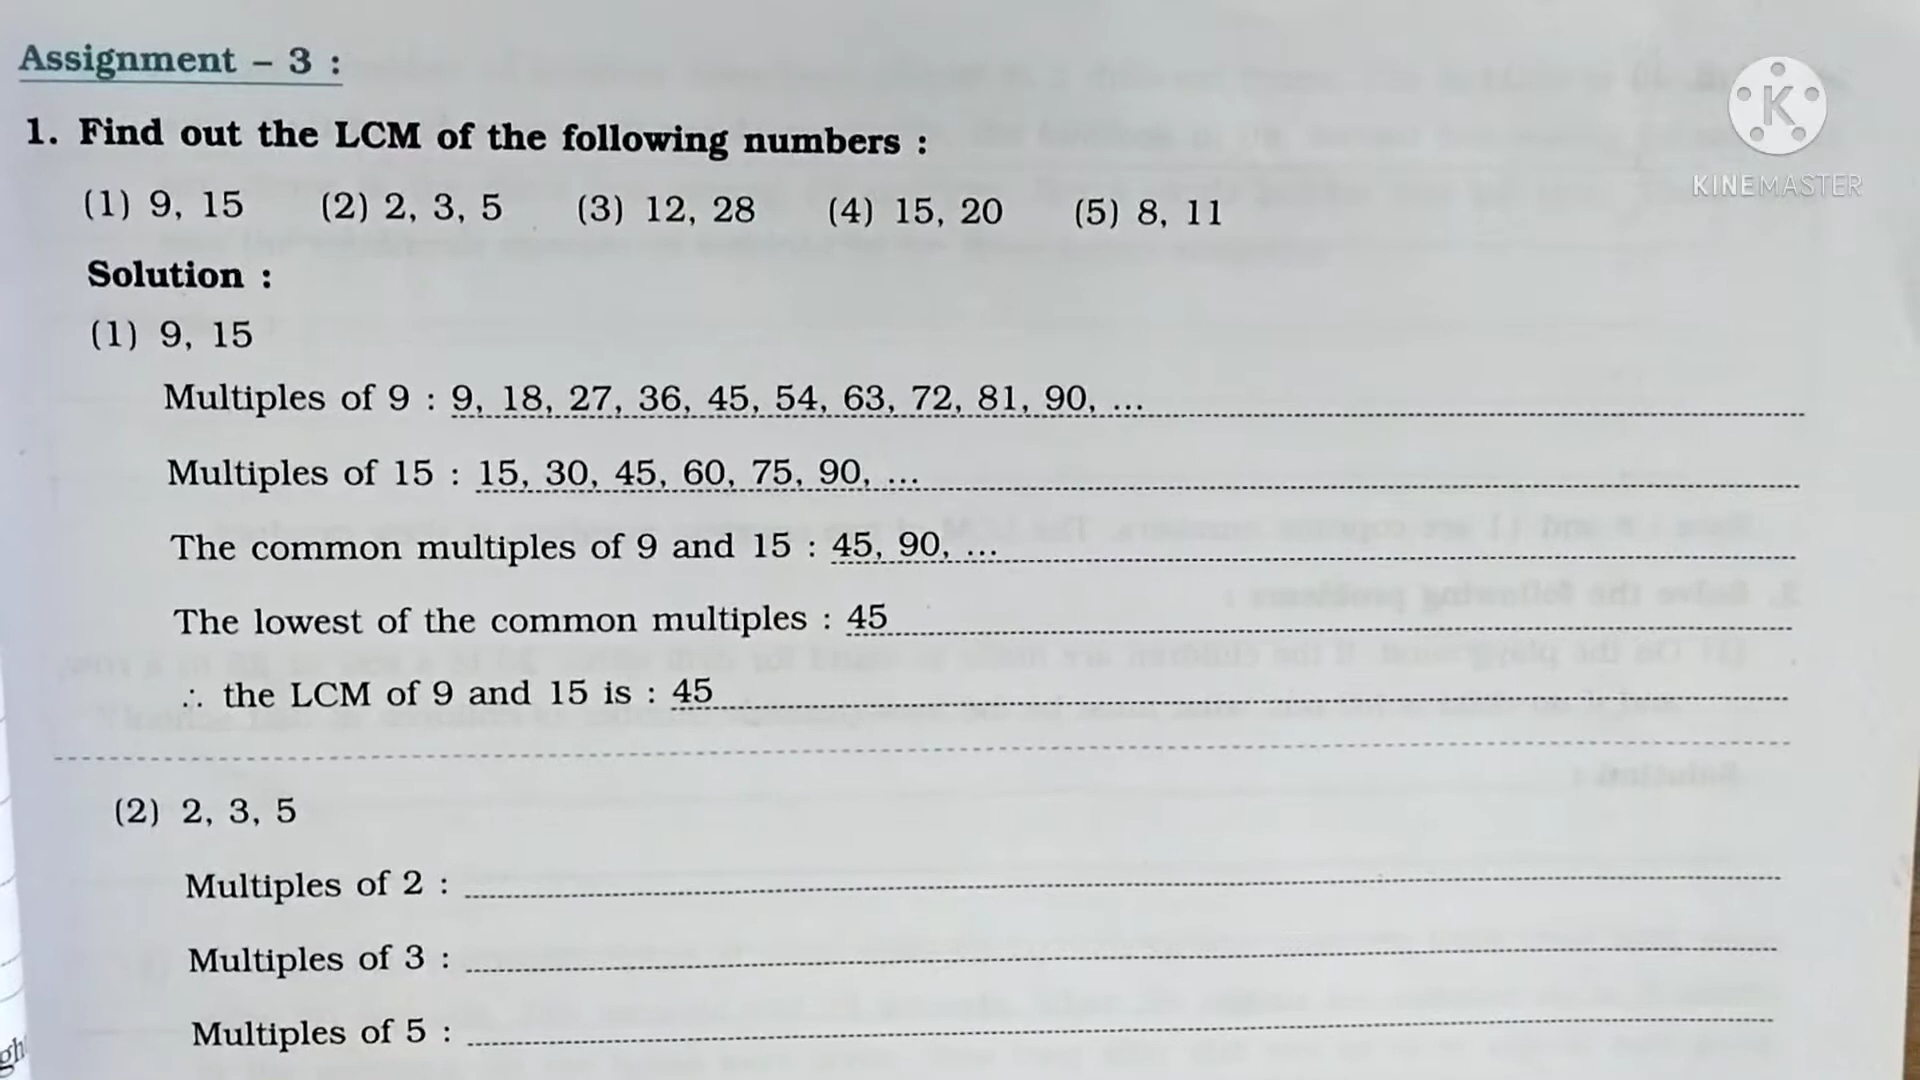 Assignment – 3 :
1. Find out the LCM of the following numbers :
(1) 9, 15 (2) 2, 3, 5 (3) 12, 28 (4) 15, 20 (5) 8, 11
Solution :
(1) 9, 15
Multiples of 9 : 9, 18, 27, 36, 45, 54, 63, 72, 81, 90, ...
Multiples of 15 : 15, 30, 45, 60, 75, 90, ...
The common multiples of 9 and 15 : 45, 90, ...
The lowest of the common multiples : 45
∴ the LCM of 9 and 15 is : 45
(2) 2, 3, 5
Multiples of 2 :
Multiples of 3 :
Multiples of 5 :
K
KINEMASTER